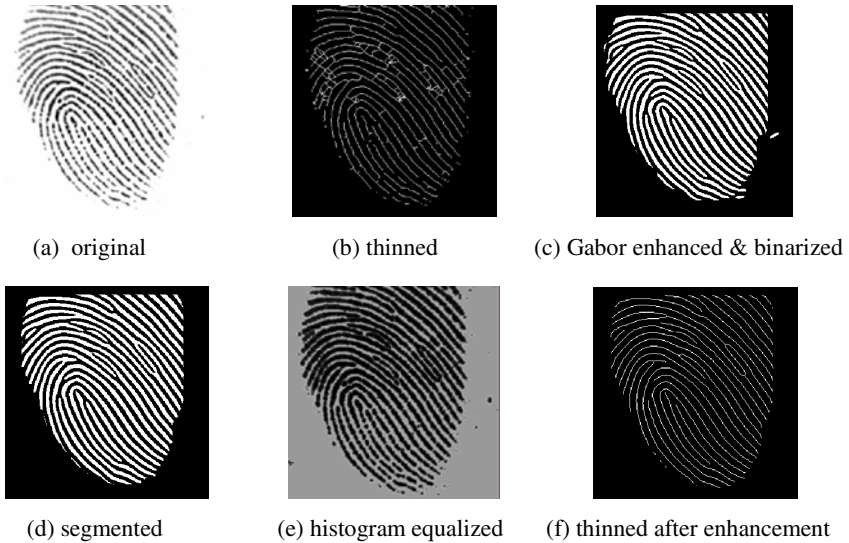 (a) original
(b) thinned
(c) Gabor enhanced & binarized
(d) segmented
(e) histogram equalized
(f) thinned after enhancement